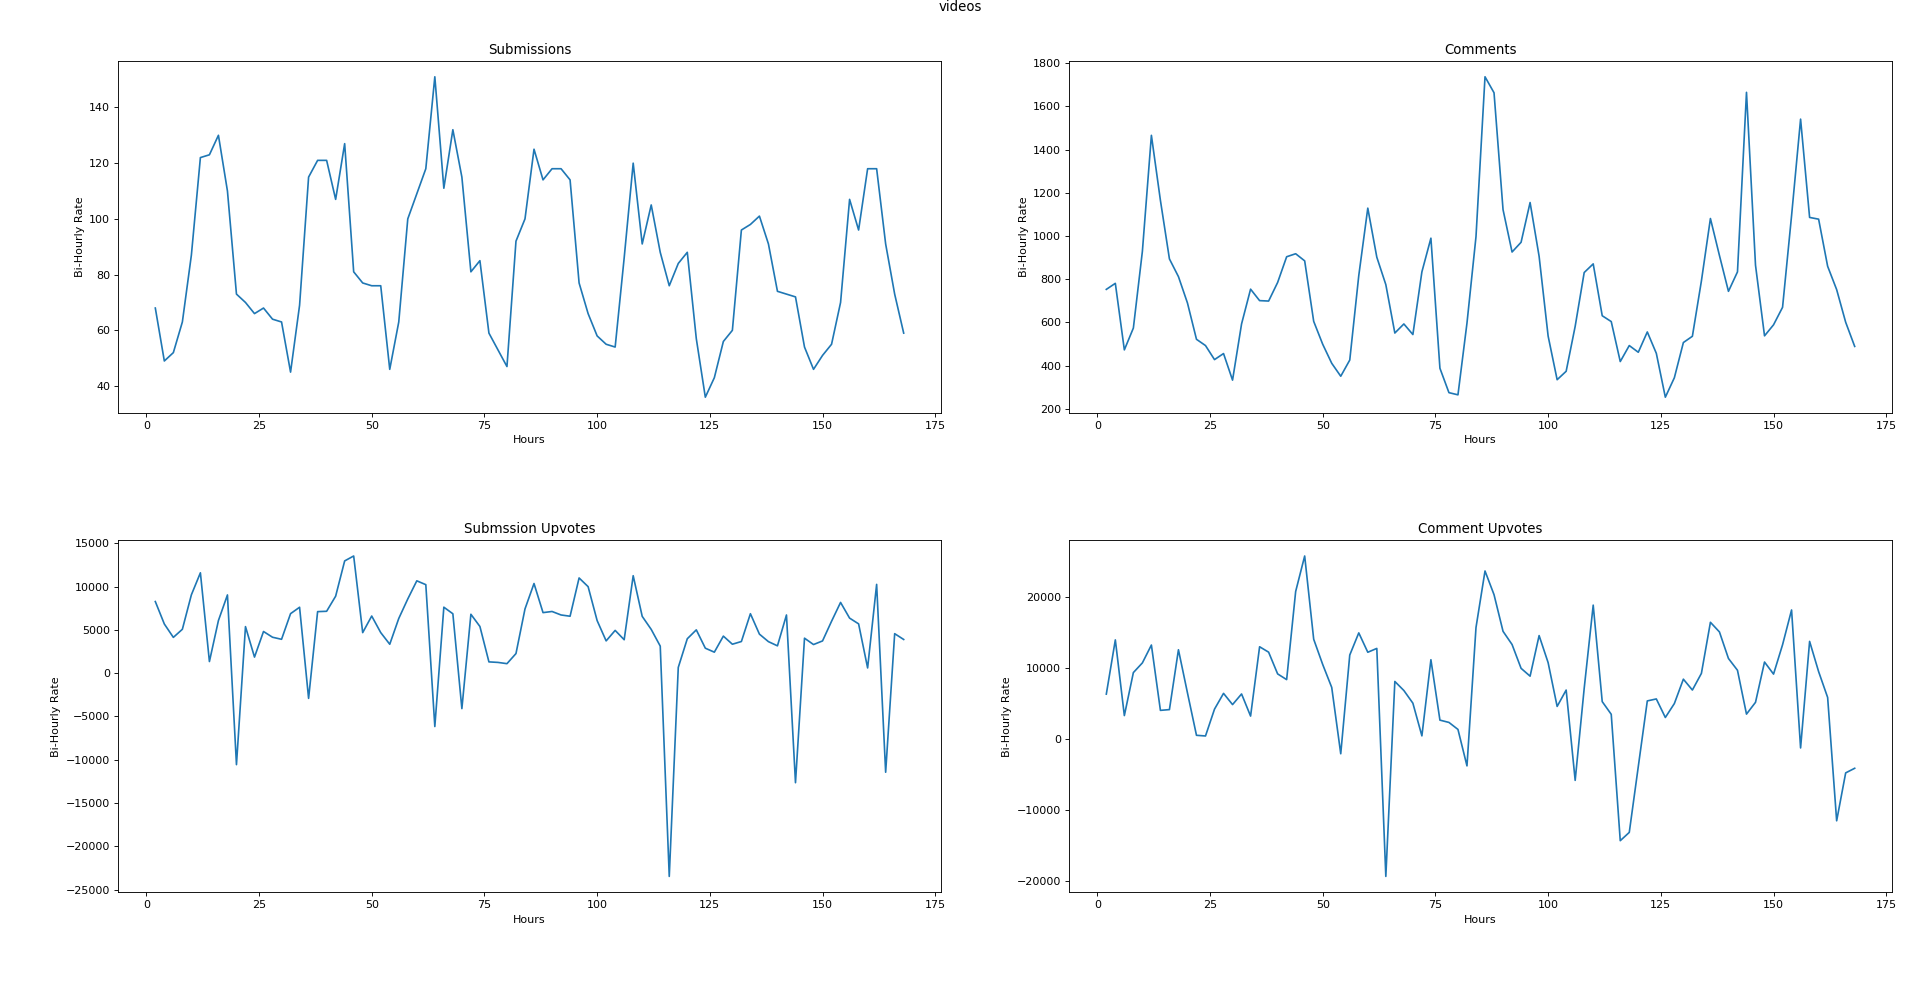 videos
Submissions
Bi-Hourly Rate
140
120
100
80
60
40
0 25 50 75 100 125 150 175
Hours
Comments
Bi-Hourly Rate
1800
1600
1400
1200
1000
800
600
400
200
0 25 50 75 100 125 150 175
Hours
Submssion Upvotes
Bi-Hourly Rate
15000
10000
5000
0
−5000
−10000
−15000
−20000
−25000
0 25 50 75 100 125 150 175
Hours
Comment Upvotes
Bi-Hourly Rate
20000
10000
0
−10000
−20000
0 25 50 75 100 125 150 175
Hours